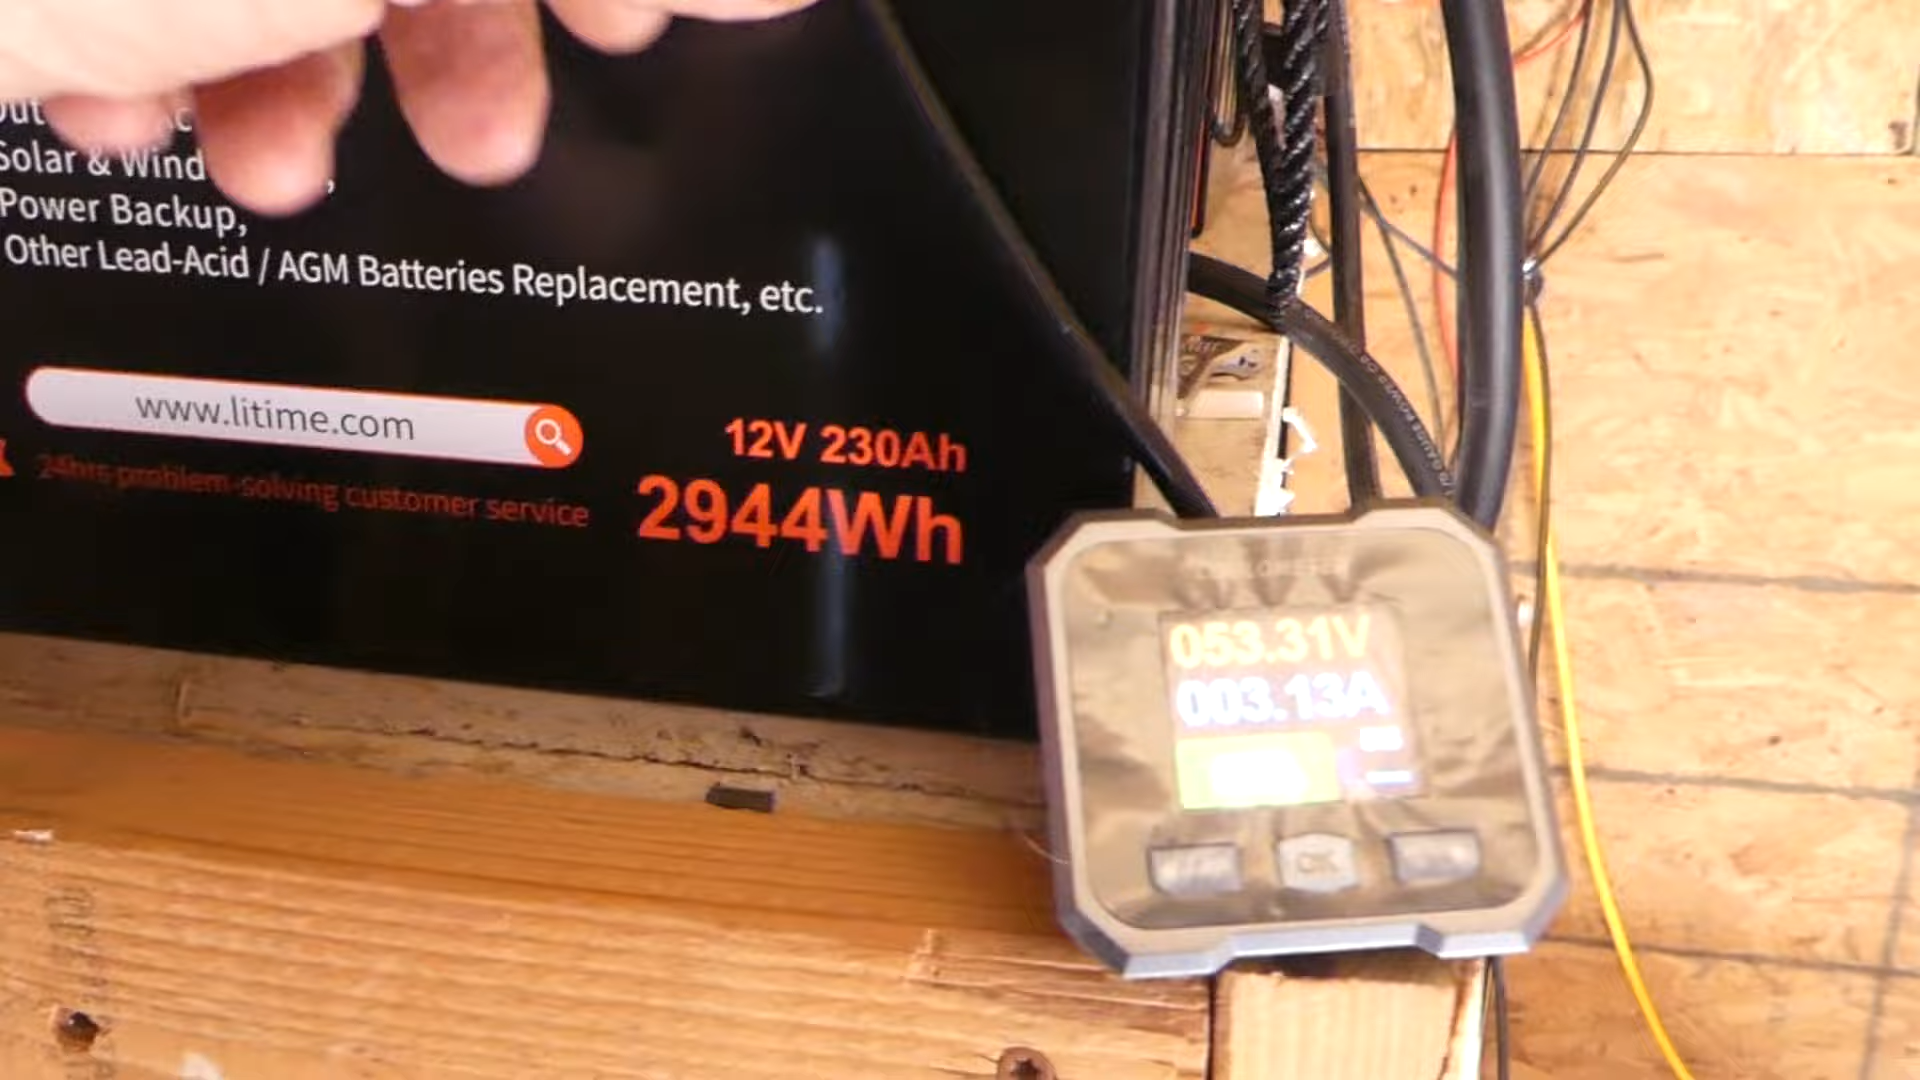 Solar & Wind
Power Backup,
Other Lead-Acid / AGM Batteries Replacement, etc.
www.litime.com
24hrs problem-solving customer service
12V 230Ah
2944Wh
053.31V
003.13A
OK